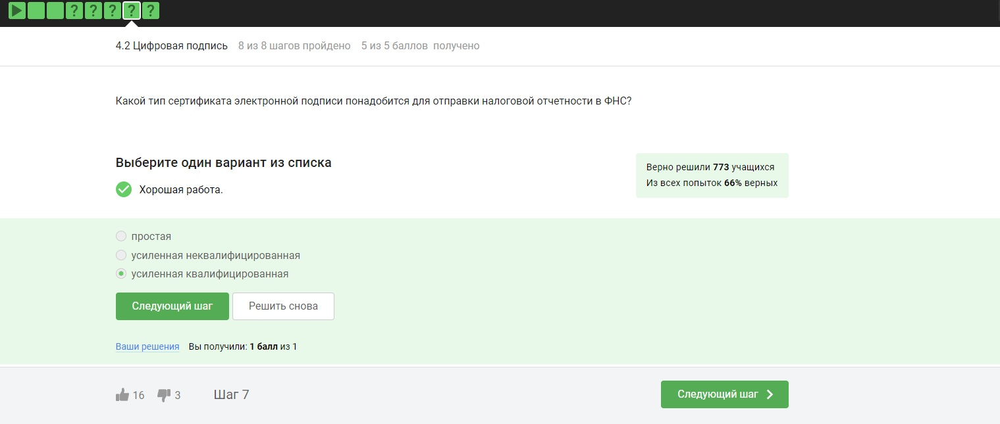 ? ? ? ? ?
4.2 Цифровая подпись 8 из 8 шагов пройдено 5 из 5 баллов получено
Какой тип сертификата электронной подписи понадобится для отправки налоговой отчетности в ФНС?
Выберите один вариант из списка
Хорошая работа.
Верно решили 773 учащихся
Из всех попыток 66% верных
простая
усиленная неквалифицированная
усиленная квалифицированная
Следующий шаг Решить снова
Ваши решения Вы получили: 1 балл из 1
16 3 Шаг 7 Следующий шаг